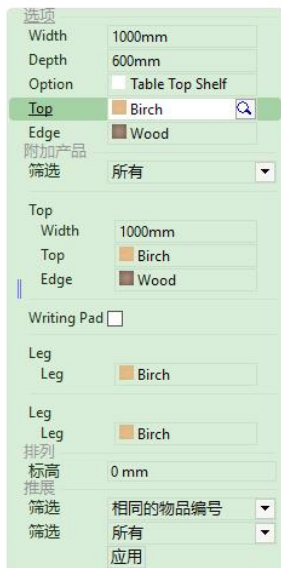 选项
Width 1000mm
Depth 600mm
Option Table Top Shelf
Top Birch
Edge Wood
附加产品
筛选 所有
Top
Width 1000mm
Top Birch
Edge Wood
Writing Pad
Leg
Leg Birch
Leg
Leg Birch
排列
标高 0 mm
推展
筛选 相同的物品编号
筛选 所有
应用